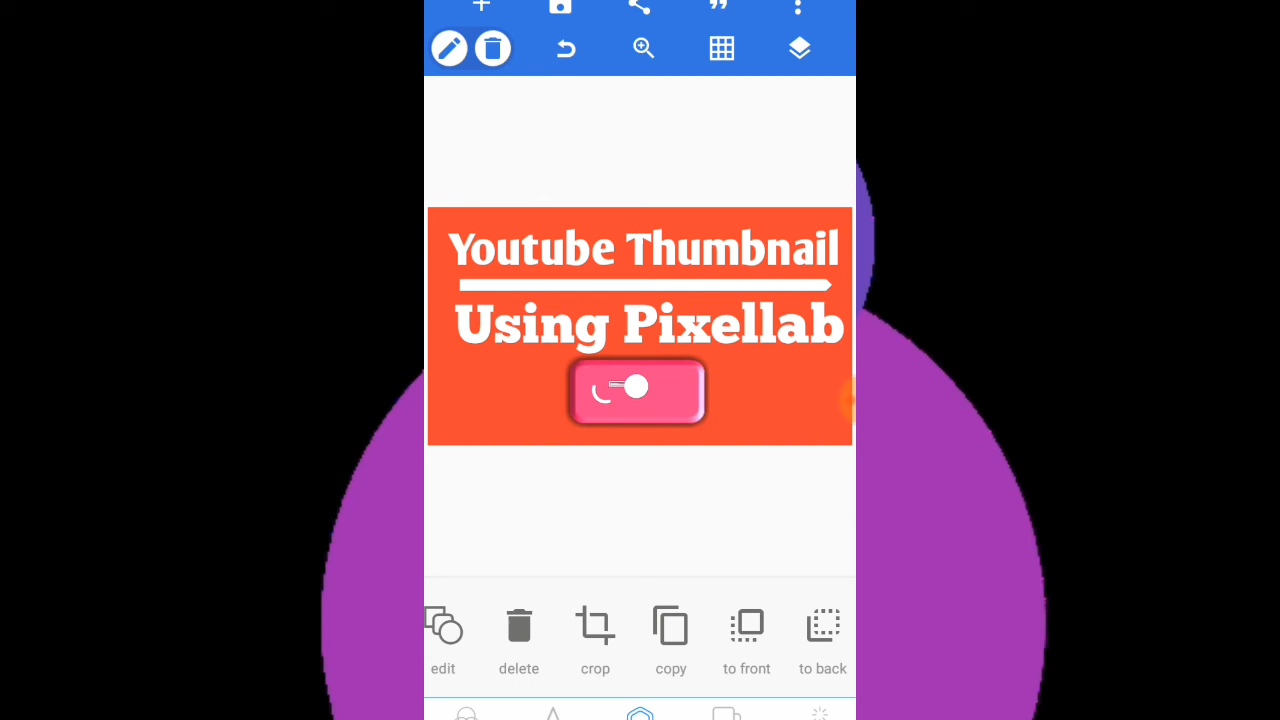 Youtube Thumbnail
Using Pixellab
edit delete crop copy to front to back